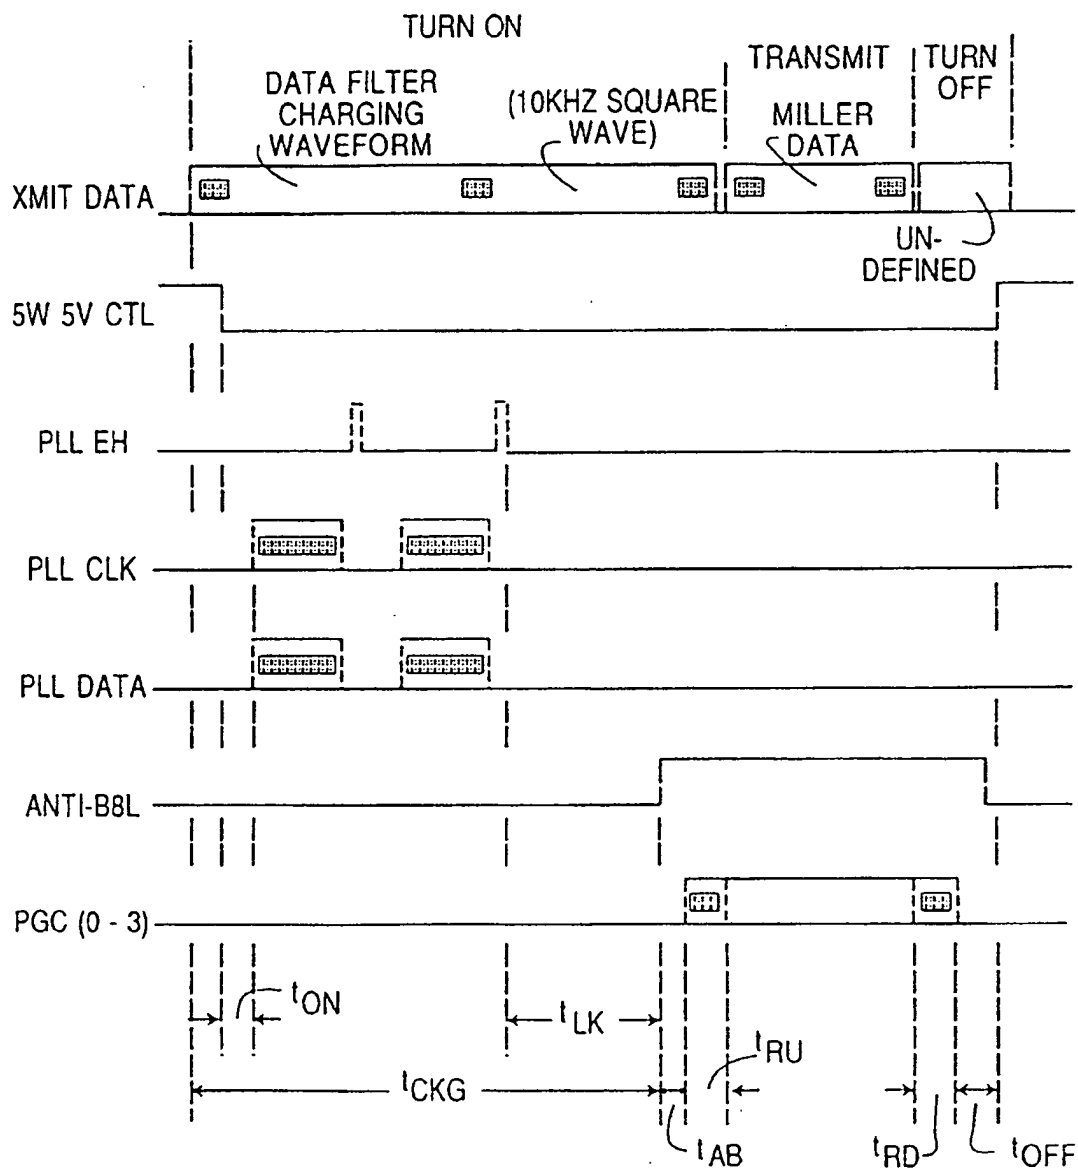 TURN ON
TRANSMIT
TURN
OFF
DATA FILTER
CHARGING
WAVEFORM
(10KHZ SQUARE
WAVE)
MILLER
DATA
XMIT DATA
UN-
DEFINED
5W 5V CTL
PLL EH
PLL CLK
PLL DATA
ANTI-B8L
PGC (0 - 3)
tON
tLK
tRU
tCKG
tAB
tRD
tOFF